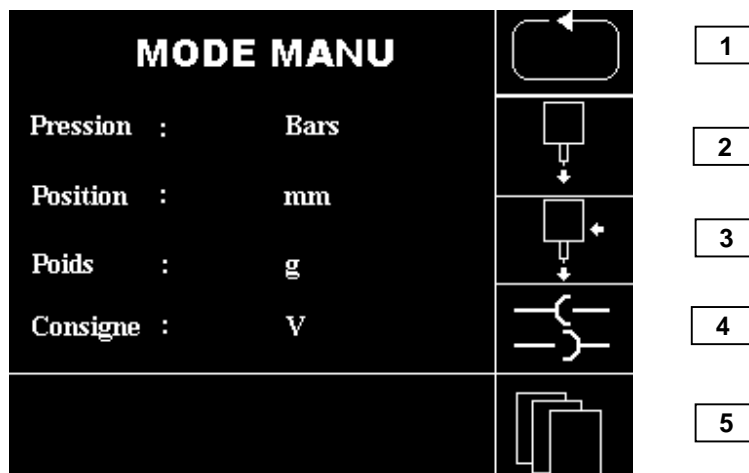 MODE MANU
Pression : Bars
Position : mm
Poids : g
Consigne : V
1
2
3
4
5